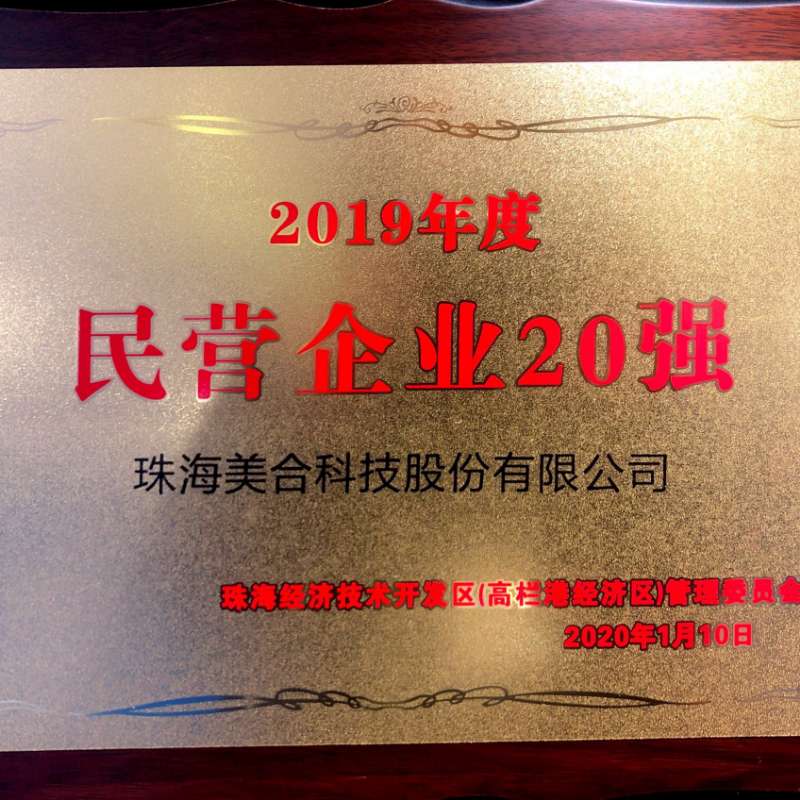 2019年度
民营企业20强
珠海美合科技股份有限公司
珠海经济技术开发区(高栏港经济区)管理委员会
2020年1月10日